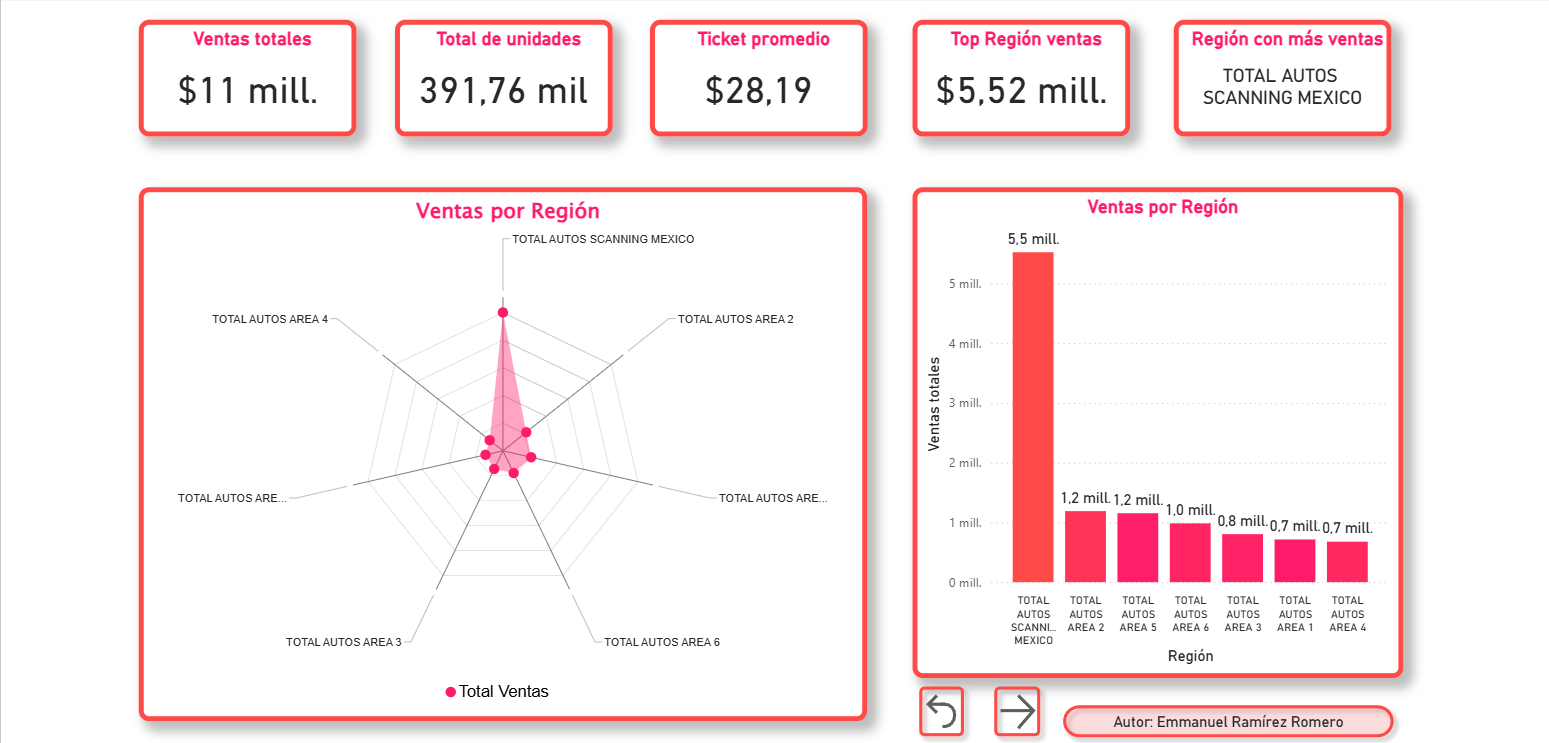 Ventas totales
$11 mill.
Total de unidades
391,76 mil
Ticket promedio
$28,19
Top Región ventas
$5,52 mill.
Región con más ventas
TOTAL AUTOS
SCANNING MEXICO
Ventas por Región
TOTAL AUTOS SCANNING MEXICO
TOTAL AUTOS AREA 4
TOTAL AUTOS AREA 2
TOTAL AUTOS ARE...
TOTAL AUTOS ARE...
TOTAL AUTOS AREA 3
TOTAL AUTOS AREA 6
Total Ventas
Ventas por Región
Ventas totales
5 mill.
4 mill.
3 mill.
2 mill.
1 mill.
0 mill.
5,5 mill.
1,2 mill.
1,2 mill.
1,0 mill.
0,8 mill.
0,7 mill.
0,7 mill.
TOTAL
AUTOS
SCANNI...
MEXICO
TOTAL
AUTOS
AREA 2
TOTAL
AUTOS
AREA 5
TOTAL
AUTOS
AREA 6
TOTAL
AUTOS
AREA 3
TOTAL
AUTOS
AREA 1
TOTAL
AUTOS
AREA 4
Región
Autor: Emmanuel Ramírez Romero